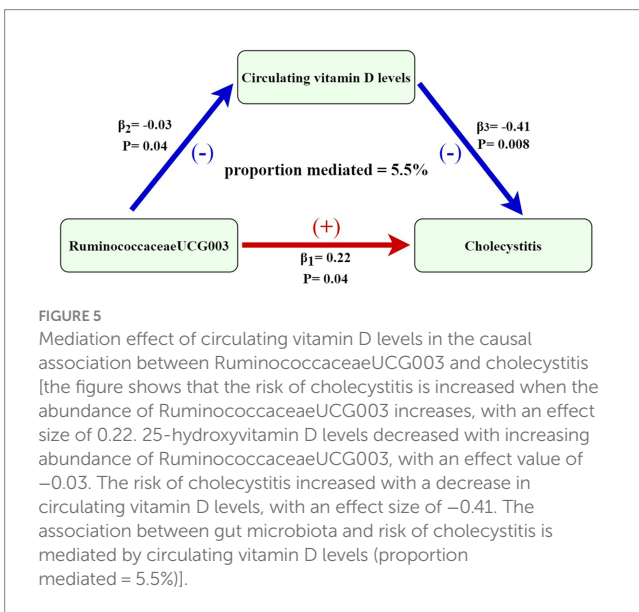 Circulating vitamin D levels
β₂= -0.03
P= 0.04
(-)
β₃= -0.41
P= 0.008
(-)
proportion mediated = 5.5%
RuminococcaceaeUCG003
(+)
β₁= 0.22
P= 0.04
Cholecystitis
FIGURE 5
Mediation effect of circulating vitamin D levels in the causal
association between RuminococcaceaeUCG003 and cholecystitis
[the figure shows that the risk of cholecystitis is increased when the
abundance of RuminococcaceaeUCG003 increases, with an effect
size of 0.22. 25-hydroxyvitamin D levels decreased with increasing
abundance of RuminococcaceaeUCG003, with an effect value of
−0.03. The risk of cholecystitis increased with a decrease in
circulating vitamin D levels, with an effect size of −0.41. The
association between gut microbiota and risk of cholecystitis is
mediated by circulating vitamin D levels (proportion
mediated = 5.5%)].